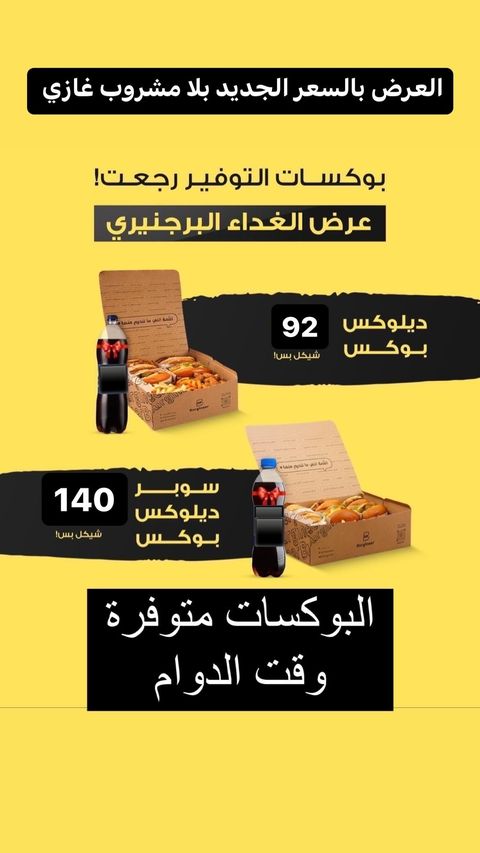 العرض بالسعر الجديد بلا مشروب غازي
بوكسات التوفير رجعت!
عرض الغداء البرجنيري
ديلوكس
بوكس
92
شيكل بس!
سوبر
ديلوكس
بوكس
140
شيكل بس!
البوكسات متوفرة
وقت الدوام